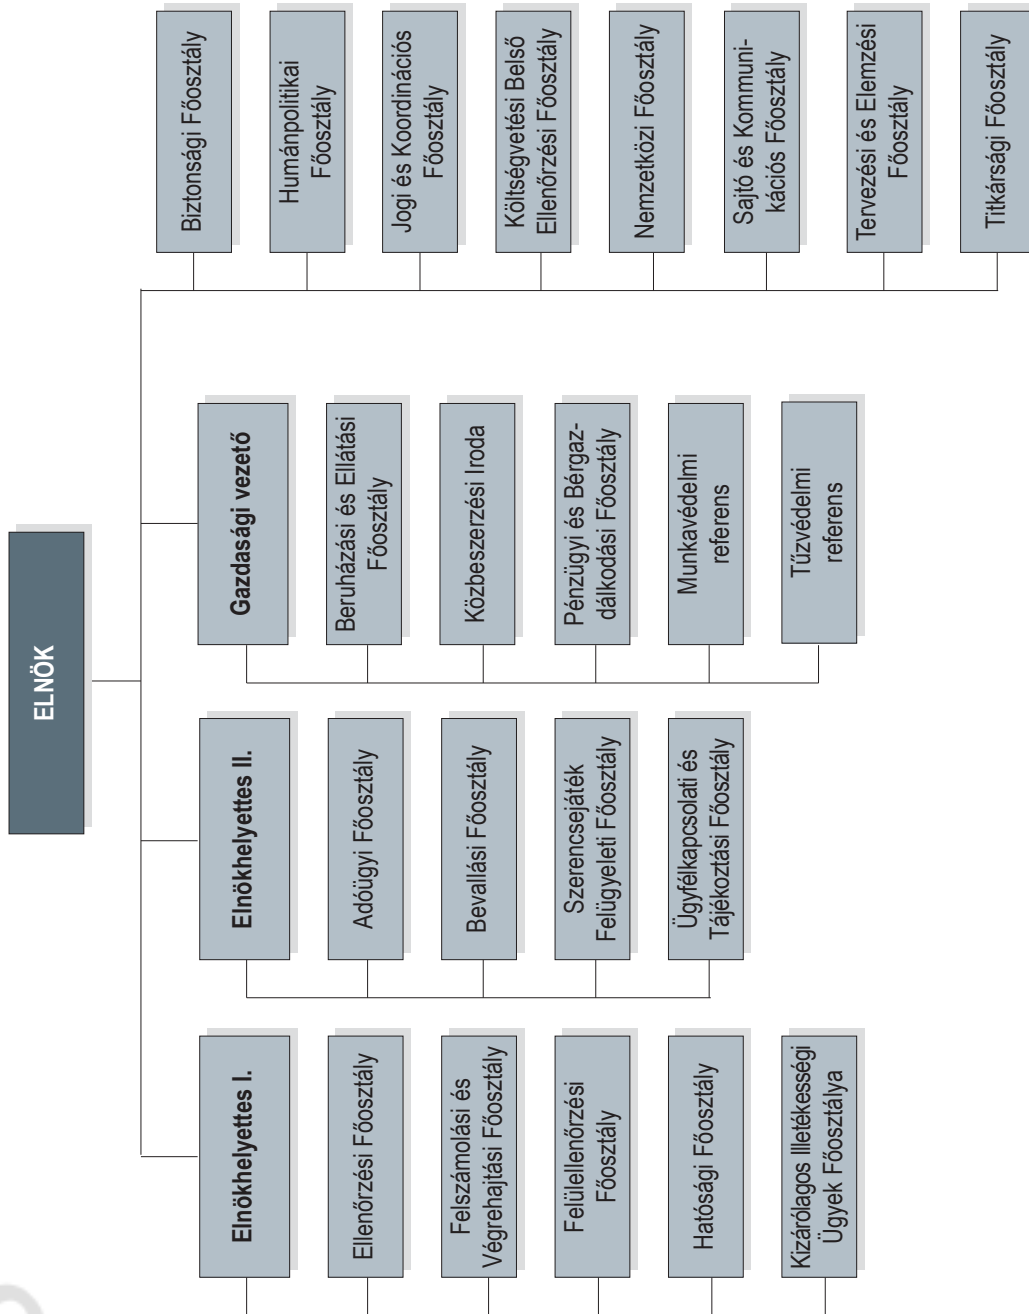 ELNÖK
Elnökhelyettes I.
Ellenőrzési Főosztály
Felszámolási és
Végrehajtási Főosztály
Felülellenőrzési
Főosztály
Hatósági Főosztály
Kizárólagos Illetékességi
Ügyek Főosztálya
Elnökhelyettes II.
Adóügyi Főosztály
Bevallási Főosztály
Szerencsejáték
Felügyeleti Főosztály
Ügyfélkapcsolati és
Tájékoztási Főosztály
Gazdasági vezető
Beruházási és Ellátási
Főosztály
Közbeszerzési Iroda
Pénzügyi és Bérgaz-
dálkodási Főosztály
Munkavédelmi
referens
Tűzvédelmi
referens
Biztonsági Főosztály
Humánpolitikai
Főosztály
Jogi és Koordinációs
Főosztály
Költségvetési Belső
Ellenőrzési Főosztály
Nemzetközi Főosztály
Sajtó és Kommuni-
kációs Főosztály
Tervezési és Elemzési
Főosztály
Titkársági Főosztály